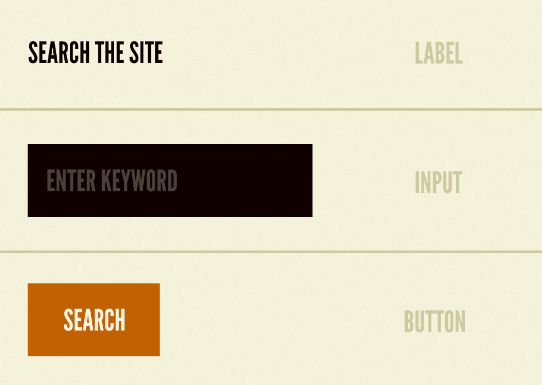 SEARCH THE SITE
LABEL
ENTER KEYWORD
INPUT
SEARCH
BUTTON